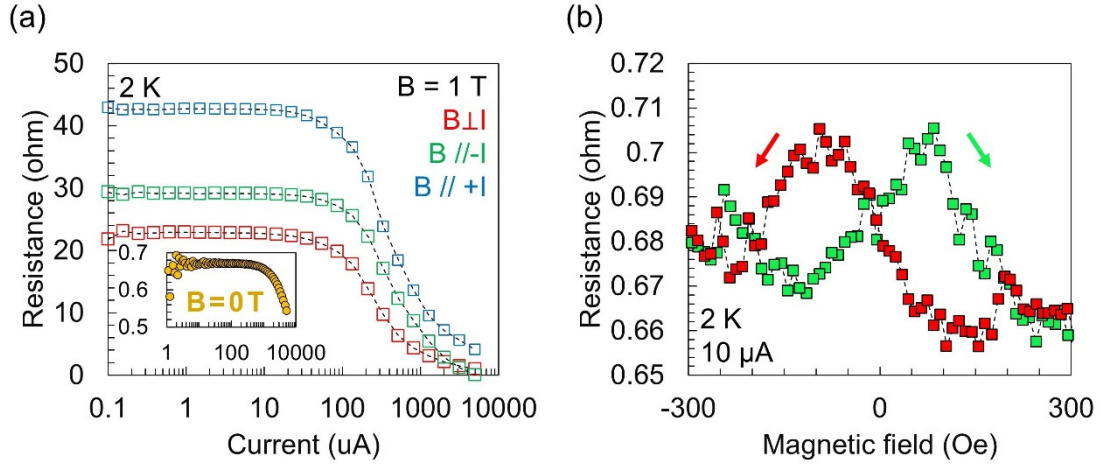 (a)
50
40
30
20
10
0
Resistance (ohm)
2 K
B = 1 T
B⊥I
B //-I
B // +I
0.7
0.6
0.5
B = 0 T
1 100 10000
0.1 1 10 100 1000 10000
Current (uA)
(b)
0.72
0.71
0.7
0.69
0.68
0.67
0.66
0.65
Resistance (ohm)
2 K
10 µA
-300 0 300
Magnetic field (Oe)